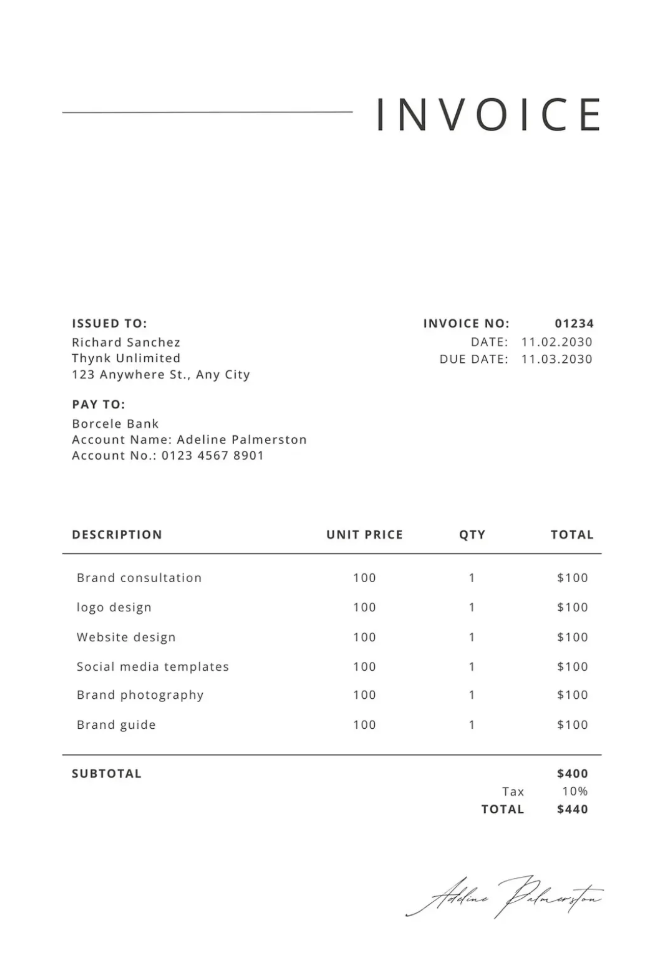 INVOICE
ISSUED TO:
Richard Sanchez
Thynk Unlimited
123 Anywhere St., Any City
INVOICE NO: 01234
DATE: 11.02.2030
DUE DATE: 11.03.2030
PAY TO:
Borcele Bank
Account Name: Adeline Palmerston
Account No.: 0123 4567 8901
DESCRIPTION UNIT PRICE QTY TOTAL
Brand consultation 100 1 $100
logo design 100 1 $100
Website design 100 1 $100
Social media templates 100 1 $100
Brand photography 100 1 $100
Brand guide 100 1 $100
SUBTOTAL $400
Tax 10%
TOTAL $440
Adeline Palmerston